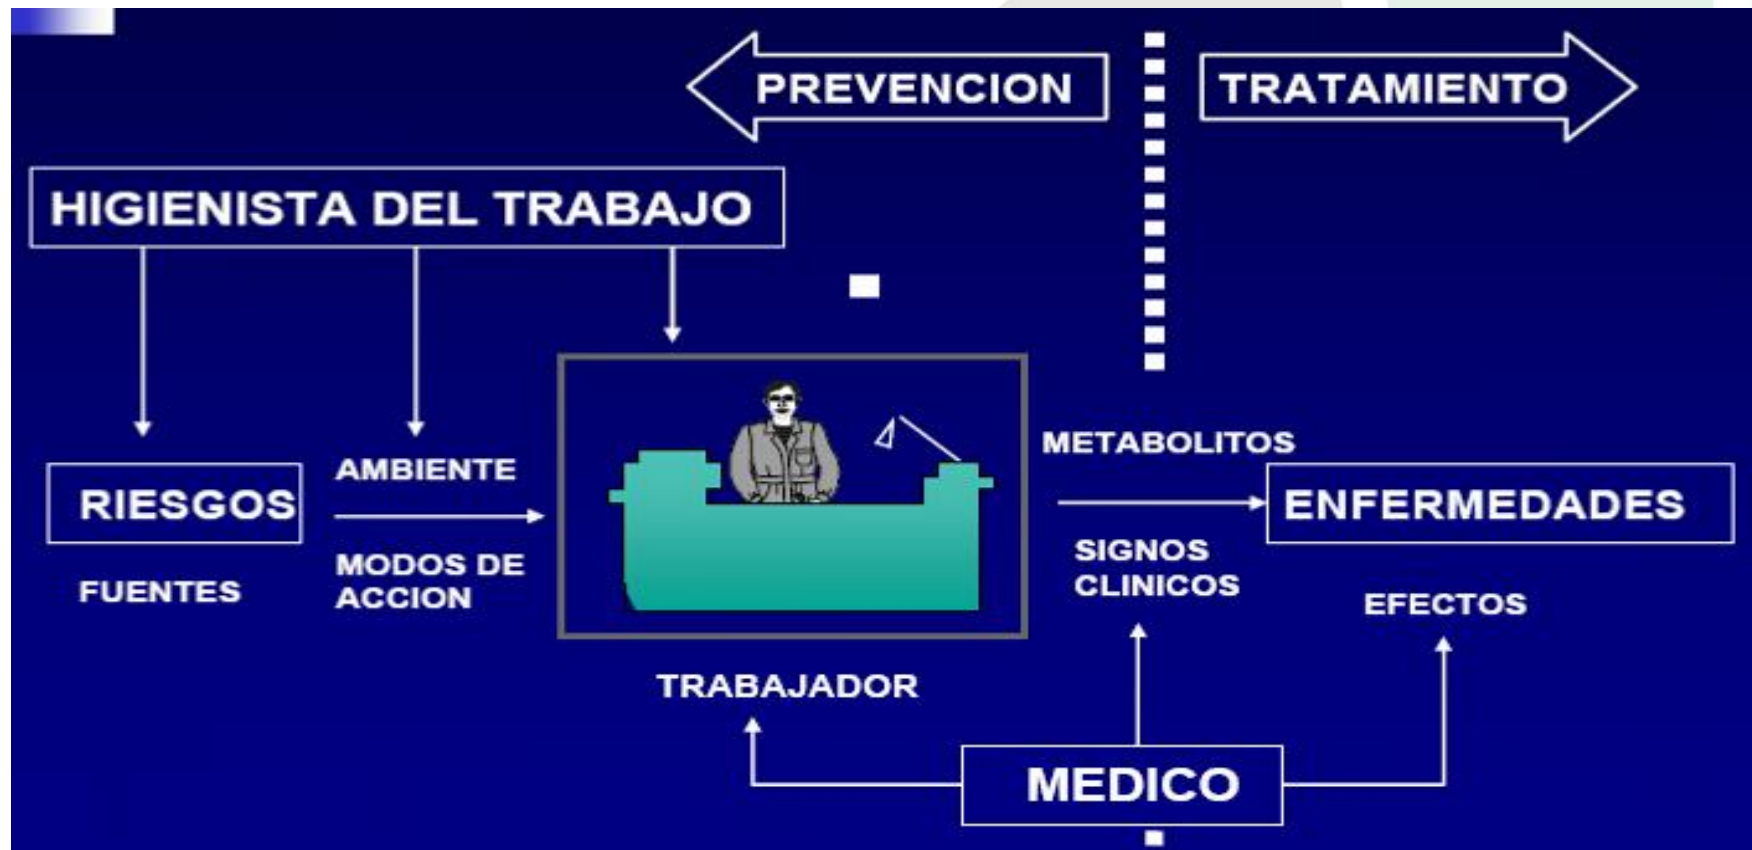 PREVENCION
TRATAMIENTO
HIGIENISTA DEL TRABAJO
RIESGOS
FUENTES
AMBIENTE
MODOS DE
ACCION
TRABAJADOR
METABOLITOS
SIGNOS
CLINICOS
ENFERMEDADES
EFECTOS
MEDICO